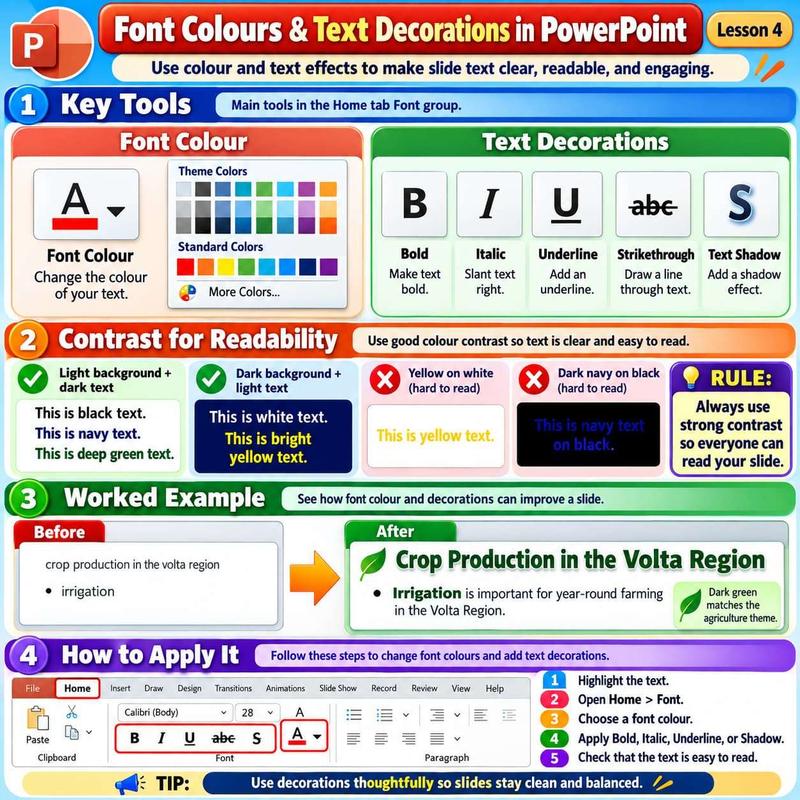 P
Font Colours & Text Decorations in PowerPoint
Lesson 4
Use colour and text effects to make slide text clear, readable, and engaging.
1 Key Tools
Main tools in the Home tab Font group.
Font Colour
A
Font Colour
Change the colour
of your text.
Theme Colors
Standard Colors
More Colors...
Text Decorations
B
Bold
Make text
bold.
I
Italic
Slant text
right.
U
Underline
Add an
underline.
abc
Strikethrough
Draw a line
through text.
S
Text Shadow
Add a shadow
effect.
2 Contrast for Readability
Use good colour contrast so text is clear and easy to read.
Light background +
dark text
This is black text.
This is navy text.
This is deep green text.
Dark background +
light text
This is white text.
This is bright
yellow text.
Yellow on white
(hard to read)
This is yellow text.
Dark navy on black
(hard to read)
This is navy text
on black.
RULE:
Always use
strong contrast
so everyone can
read your slide.
3 Worked Example
See how font colour and decorations can improve a slide.
Before
crop production in the volta region
• irrigation
After
Crop Production in the Volta Region
• Irrigation is important for year-round farming
in the Volta Region.
Dark green
matches the
agriculture theme.
4 How to Apply It
Follow these steps to change font colours and add text decorations.
File Home Insert Draw Design Transitions Animations Slide Show Record Review View Help
Paste
Clipboard
Calibri (Body) 28 A
B I U abc S A
Font
Paragraph
1 Highlight the text.
2 Open Home > Font.
3 Choose a font colour.
4 Apply Bold, Italic, Underline, or Shadow.
5 Check that the text is easy to read.
TIP:
Use decorations thoughtfully so slides stay clean and balanced.